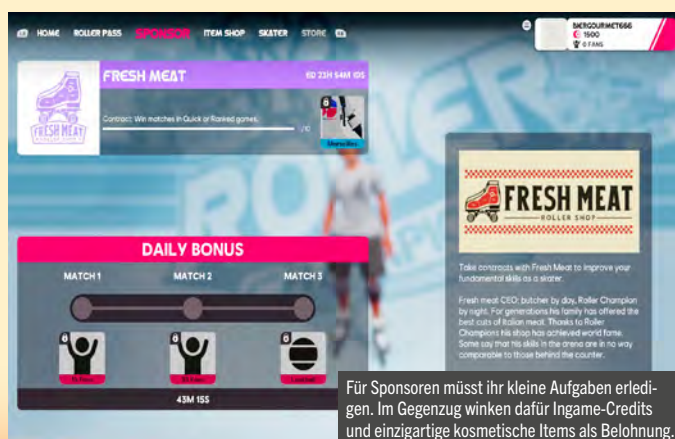 HOME ROLLER PASS SPONSOR ITEM SHOP SKATER STORE
BIERGOURMET666
1500
0 FANS
FRESH MEAT
6D 23H 54M 10S
FRESH MEAT
Contract: Win matches in Quick or Ranked games.
FRESH MEAT
ROLLER SHOP
Take contracts with Fresh Meat to improve your
fundamental skills as a skater.
Fresh meat CEO: butcher by day, Roller Champion
by night. For generations his family has offered the
best cuts of Italian meat. Thanks to Roller
Champions his shop has achieved world fame.
Some say that his skills in the arena are in no way
comparable to those behind the counter.
DAILY BONUS
MATCH 1 MATCH 2 MATCH 3
43M 15S
Für Sponsoren müsst ihr kleine Aufgaben erledi-
gen. Im Gegenzug winken dafür Ingame-Credits
und einzigartige kosmetische Items als Belohnung.